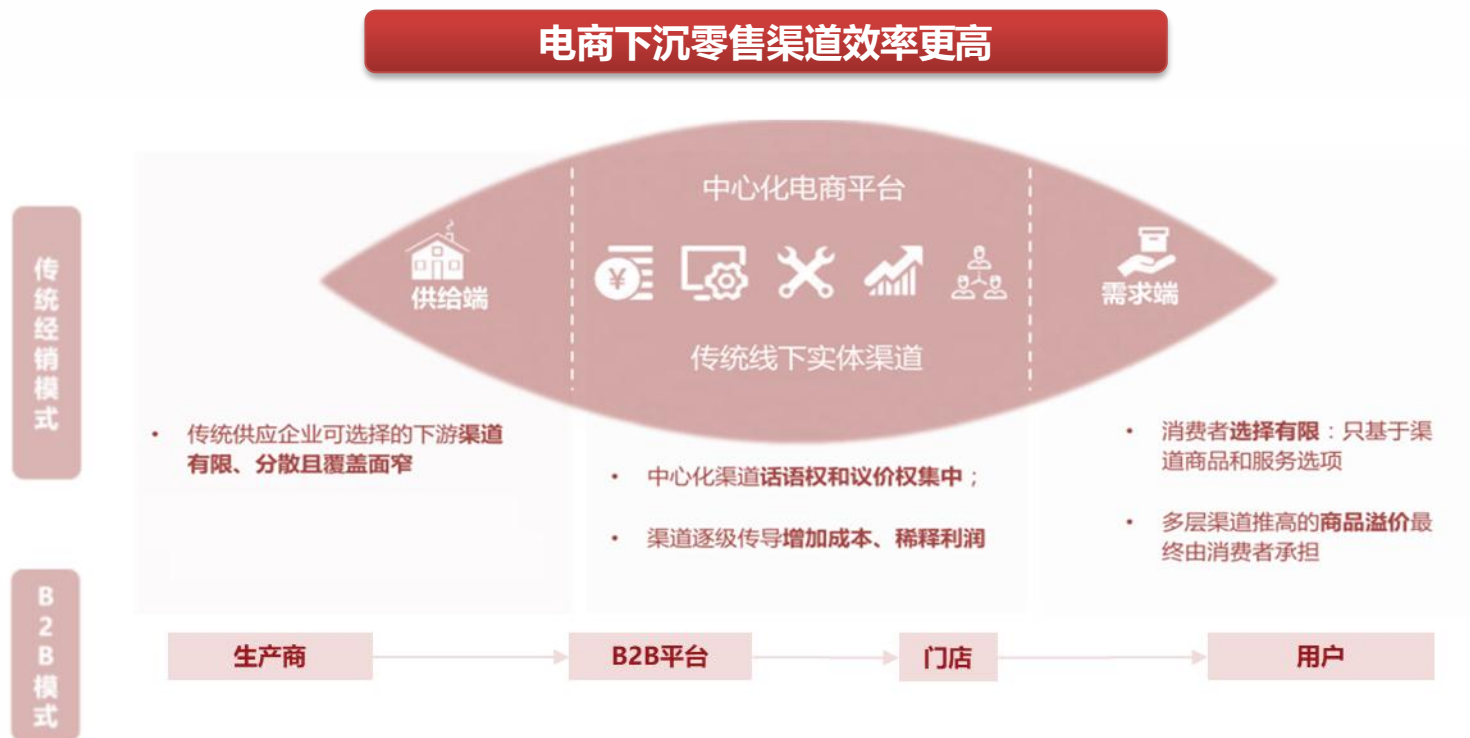 电商下沉零售渠道效率更高
传统经销模式
中心化电商平台
供给端
需求端
传统线下实体渠道
• 传统供应企业可选择的下游渠道
有限、分散且覆盖面窄
• 中心化渠道话语权和议价权集中；
• 渠道逐级传导增加成本、稀释利润
• 消费者选择有限：只基于渠
道商品和服务选项
• 多层渠道推高的商品溢价最
终由消费者承担
B2B模式
生产商
B2B平台
门店
用户